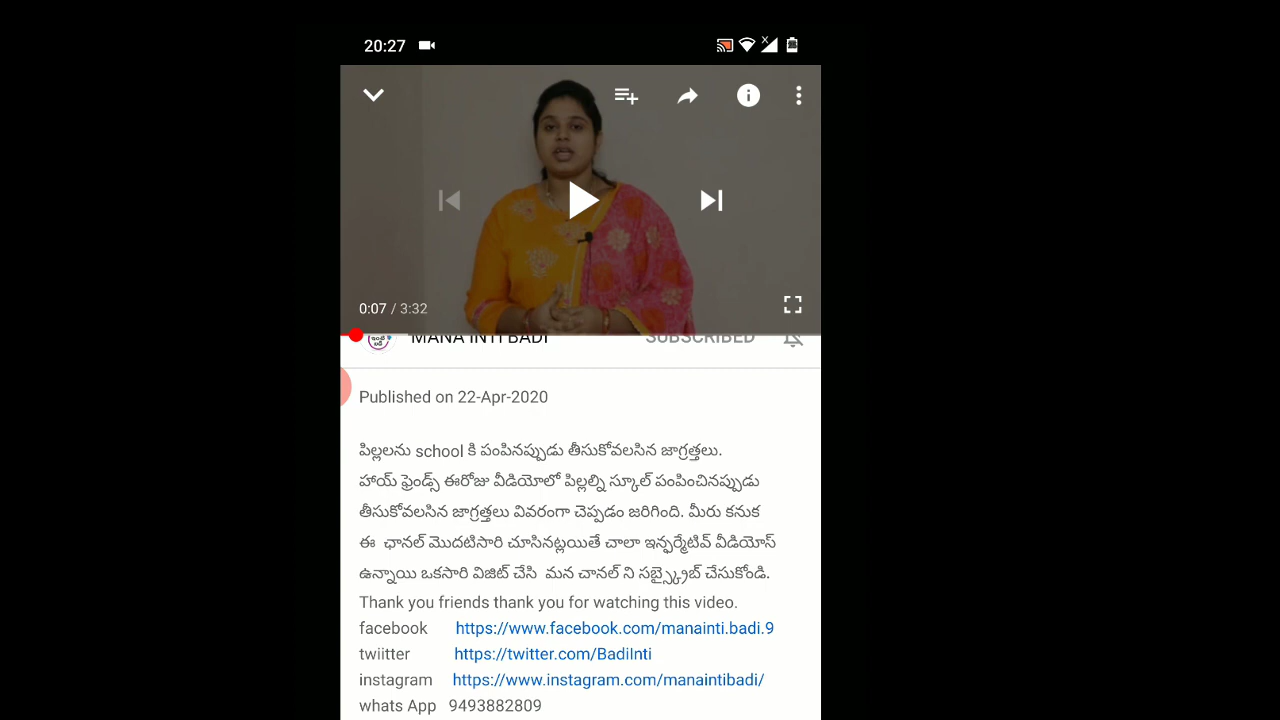 20:27
0:07 / 3:32
MANA INTI BADI SUBSCRIBED
Published on 22-Apr-2020
పిల్లలను school కి పంపినప్పుడు తీసుకోవలసిన జాగ్రత్తలు.
హాయ్ ఫ్రెండ్స్ ఈరోజు వీడియోలో పిల్లల్ని స్కూల్ పంపించినప్పుడు
తీసుకోవలసిన జాగ్రత్తలు వివరంగా చెప్పడం జరిగింది. మీరు కనుక
ఈ ఛానల్ మొదటిసారి చూసినట్లయితే చాలా ఇన్ఫర్మేటివ్ వీడియోస్
ఉన్నాయి ఒకసారి విజిట్ చేసి మన చానల్ ని సబ్స్క్రైబ్ చేసుకోండి.
Thank you friends thank you for watching this video.
facebook https://www.facebook.com/manainti.badi.9
twiitter https://twitter.com/BadiInti
instagram https://www.instagram.com/manaintibadi/
whats App 9493882809